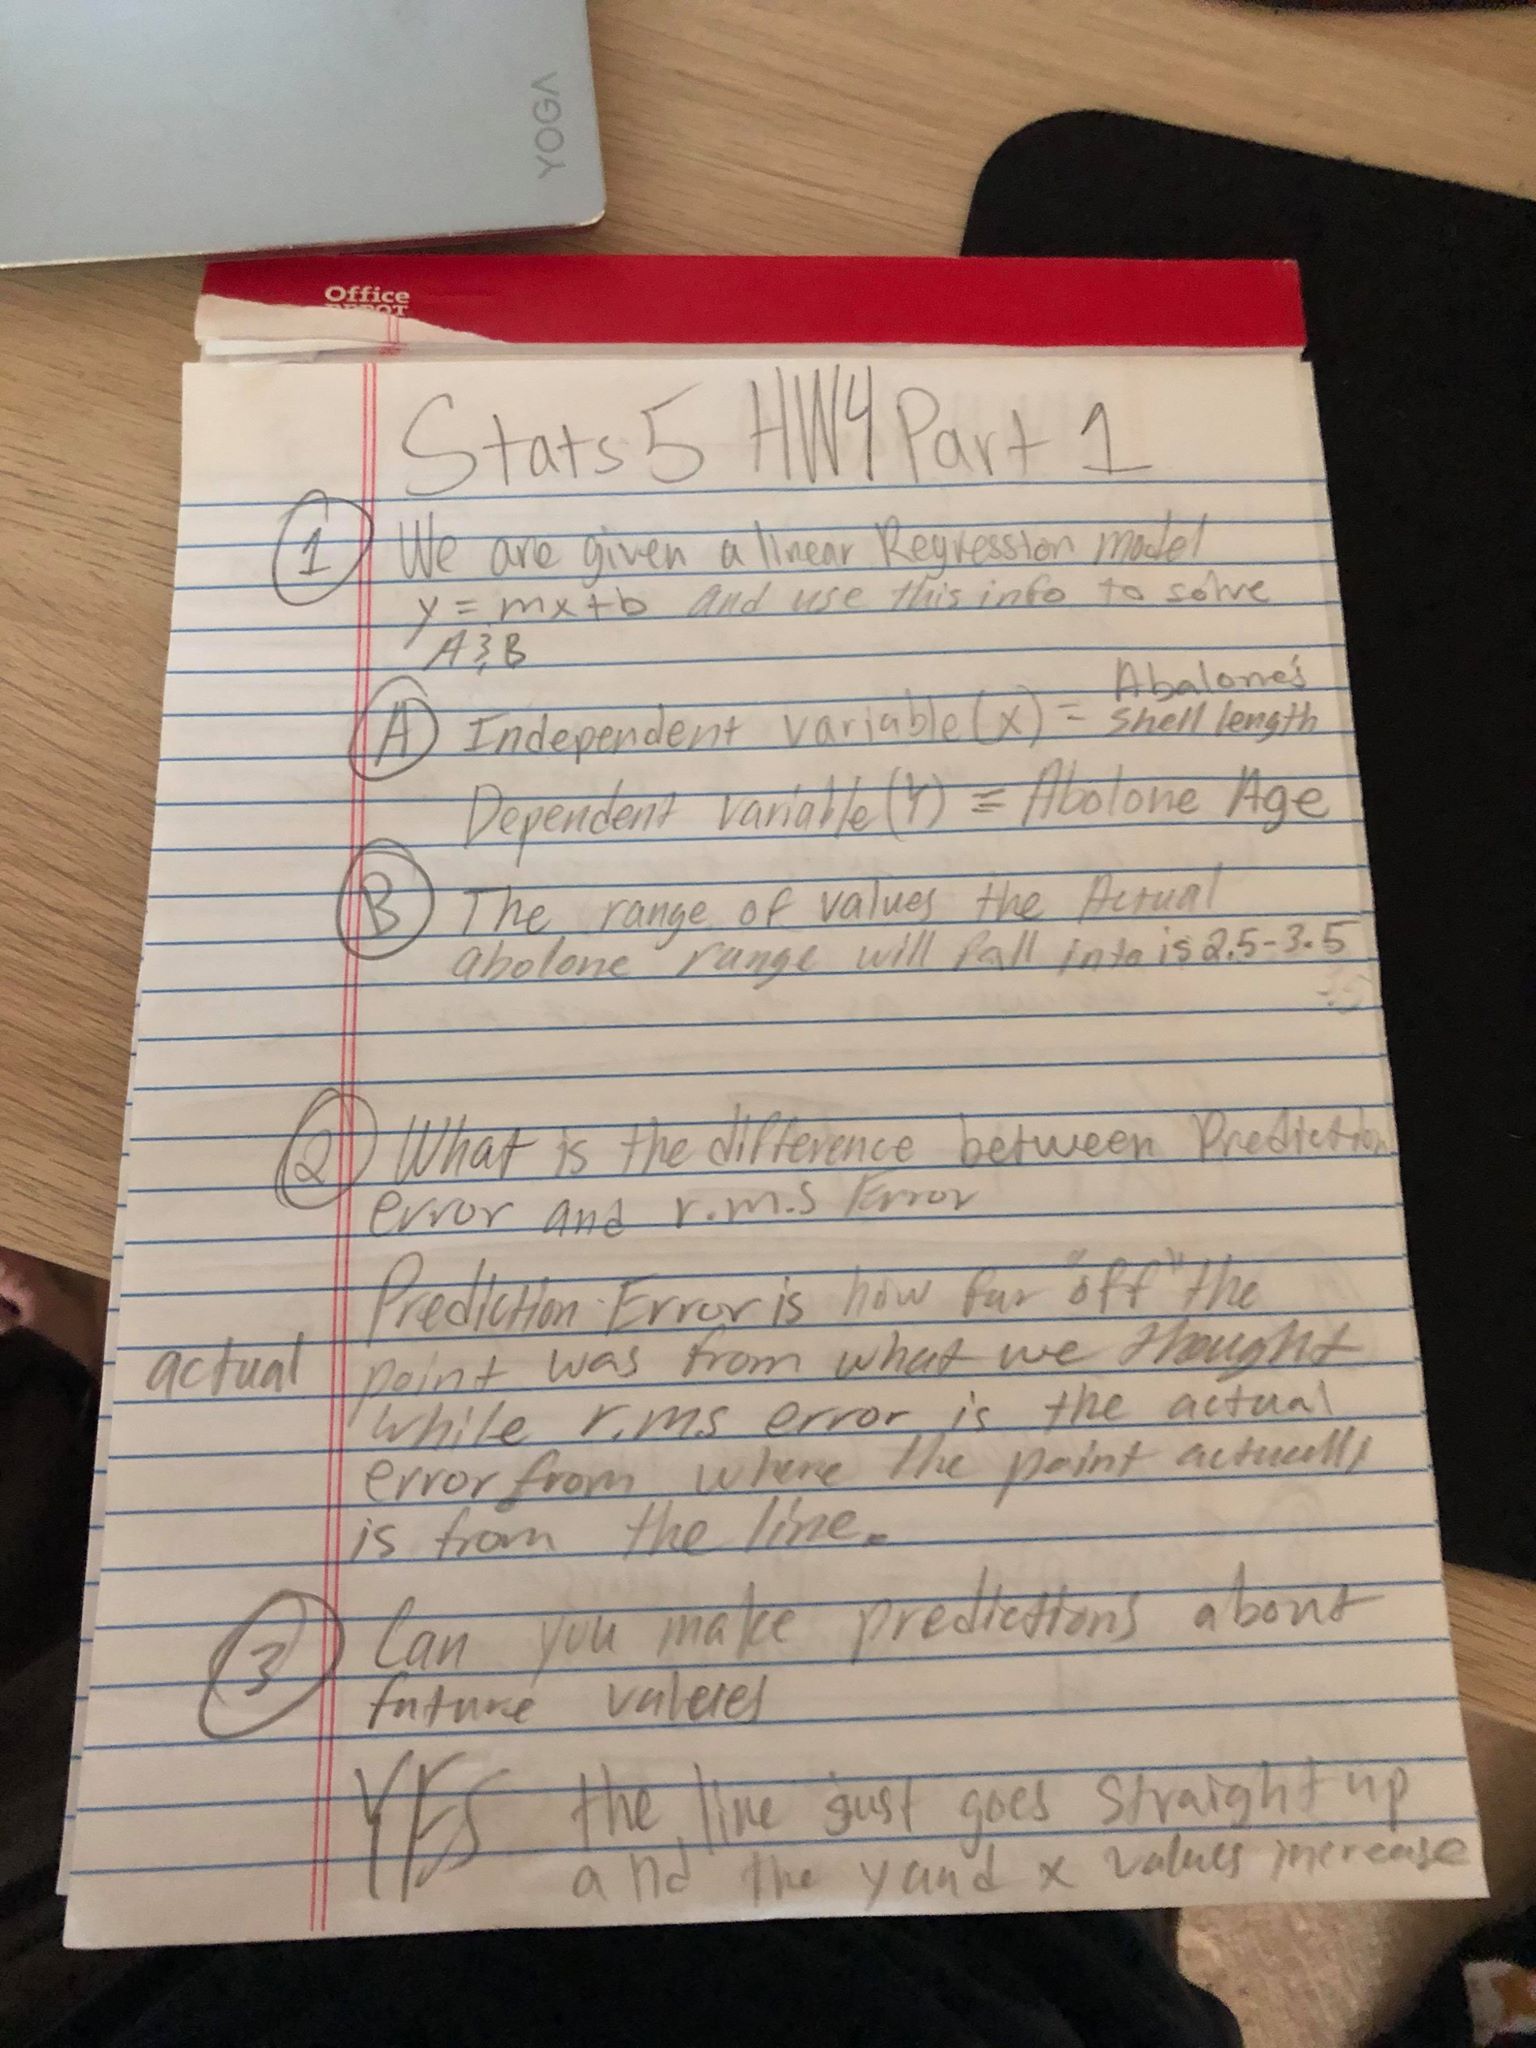 YOGA
Office
DEPOT
Stats 5 HW4 Part 1
1 We are given a linear Regression model
y = mx+b and use this info to solve
A & B
A Independent variable(x) = Abalone's
shell length
Dependent variable(Y) = Abolone Age
B The range of values the Actual
abolone range will fall into is 2.5-3.5
2 What is the difference between Prediction
error and r.m.s Error
Prediction Error is how far "off" the
actual point was from what we thought
while r.m.s error is the actual
error from where the point actually
is from the line.
3 Can you make predictions about
future values
YES the line just goes straight up
and the y and x values increase